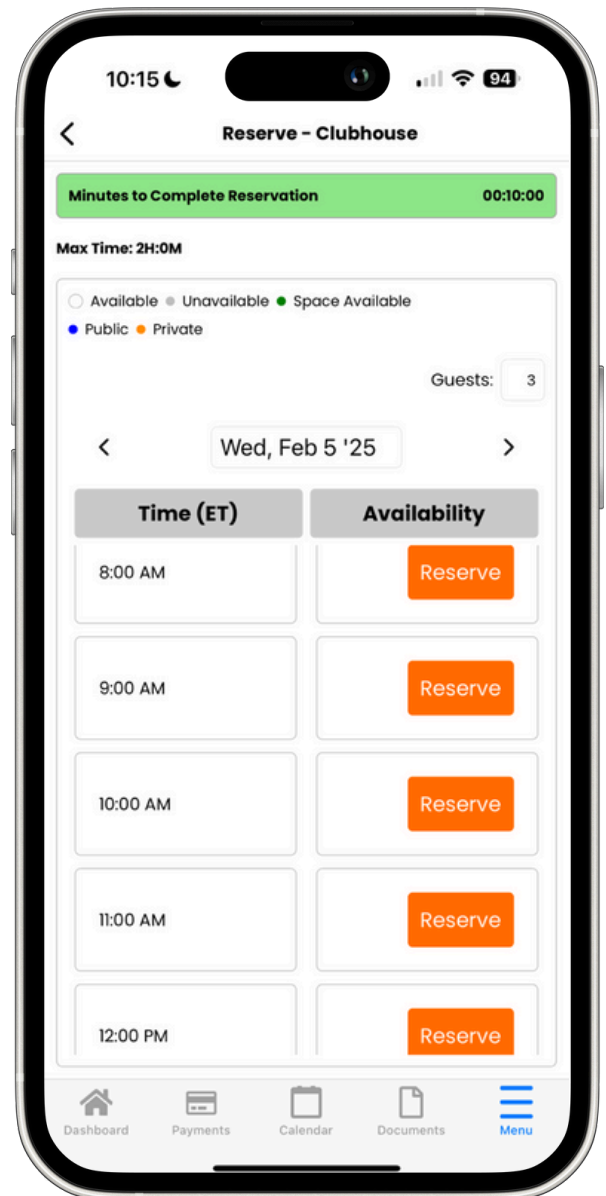 10:15 94
Reserve - Clubhouse
Minutes to Complete Reservation 00:10:00
Max Time: 2H:0M
Available Unavailable Space Available
Public Private
Guests: 3
Wed, Feb 5 '25
Time (ET) Availability
8:00 AM Reserve
9:00 AM Reserve
10:00 AM Reserve
11:00 AM Reserve
12:00 PM Reserve
Dashboard Payments Calendar Documents Menu